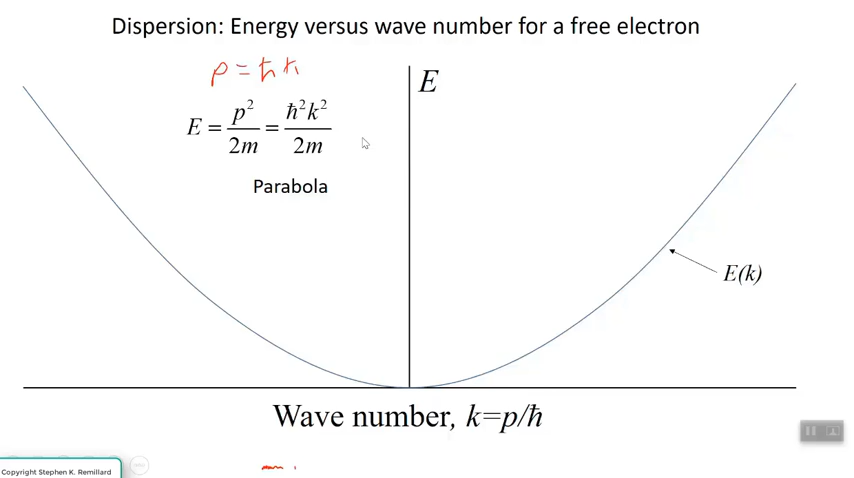 Dispersion: Energy versus wave number for a free electron
p = ħk
E
E = p²/2m = ħ²k²/2m
Parabola
E(k)
Wave number, k=p/ħ
Copyright Stephen K. Remillard